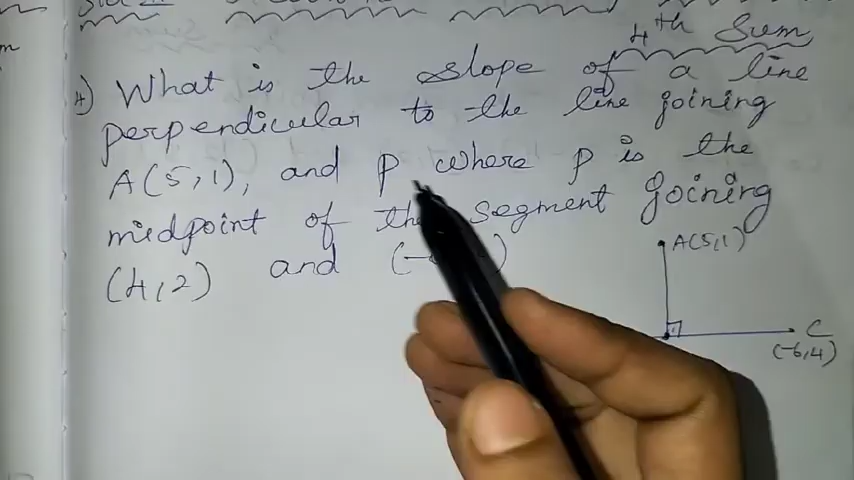 4th Sum
4) What is the slope of a line
perpendicular to the line joining
A(5,1), and P where P is the
midpoint of the segment joining
(4,2) and (-
A(5,1)
C
(-6,4)